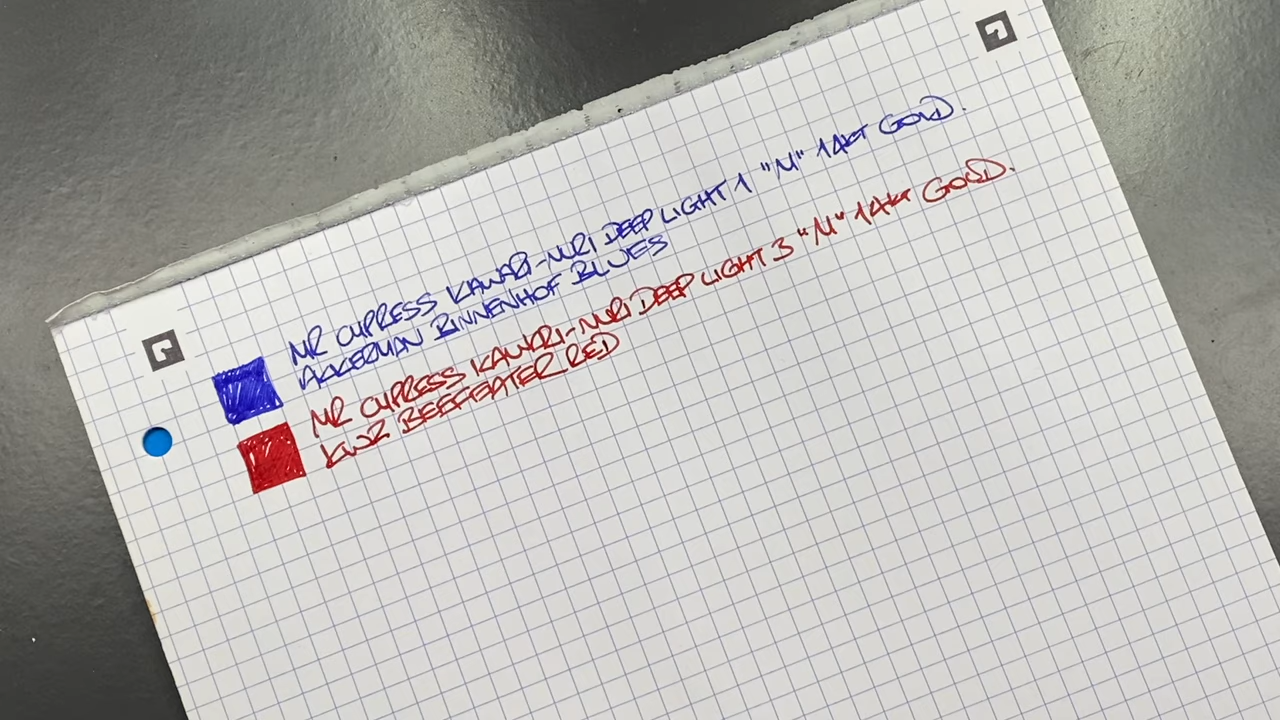 MR CYPRESS KAWARI-NURI DEEP LIGHT 1 "M" 14KT GOLD.
AKKERMAN BINNENHOF BLUES
MR CYPRESS KAWARI-NURI DEEP LIGHT 3 "M" 14KT GOLD.
KWZ BEEFEATER RED